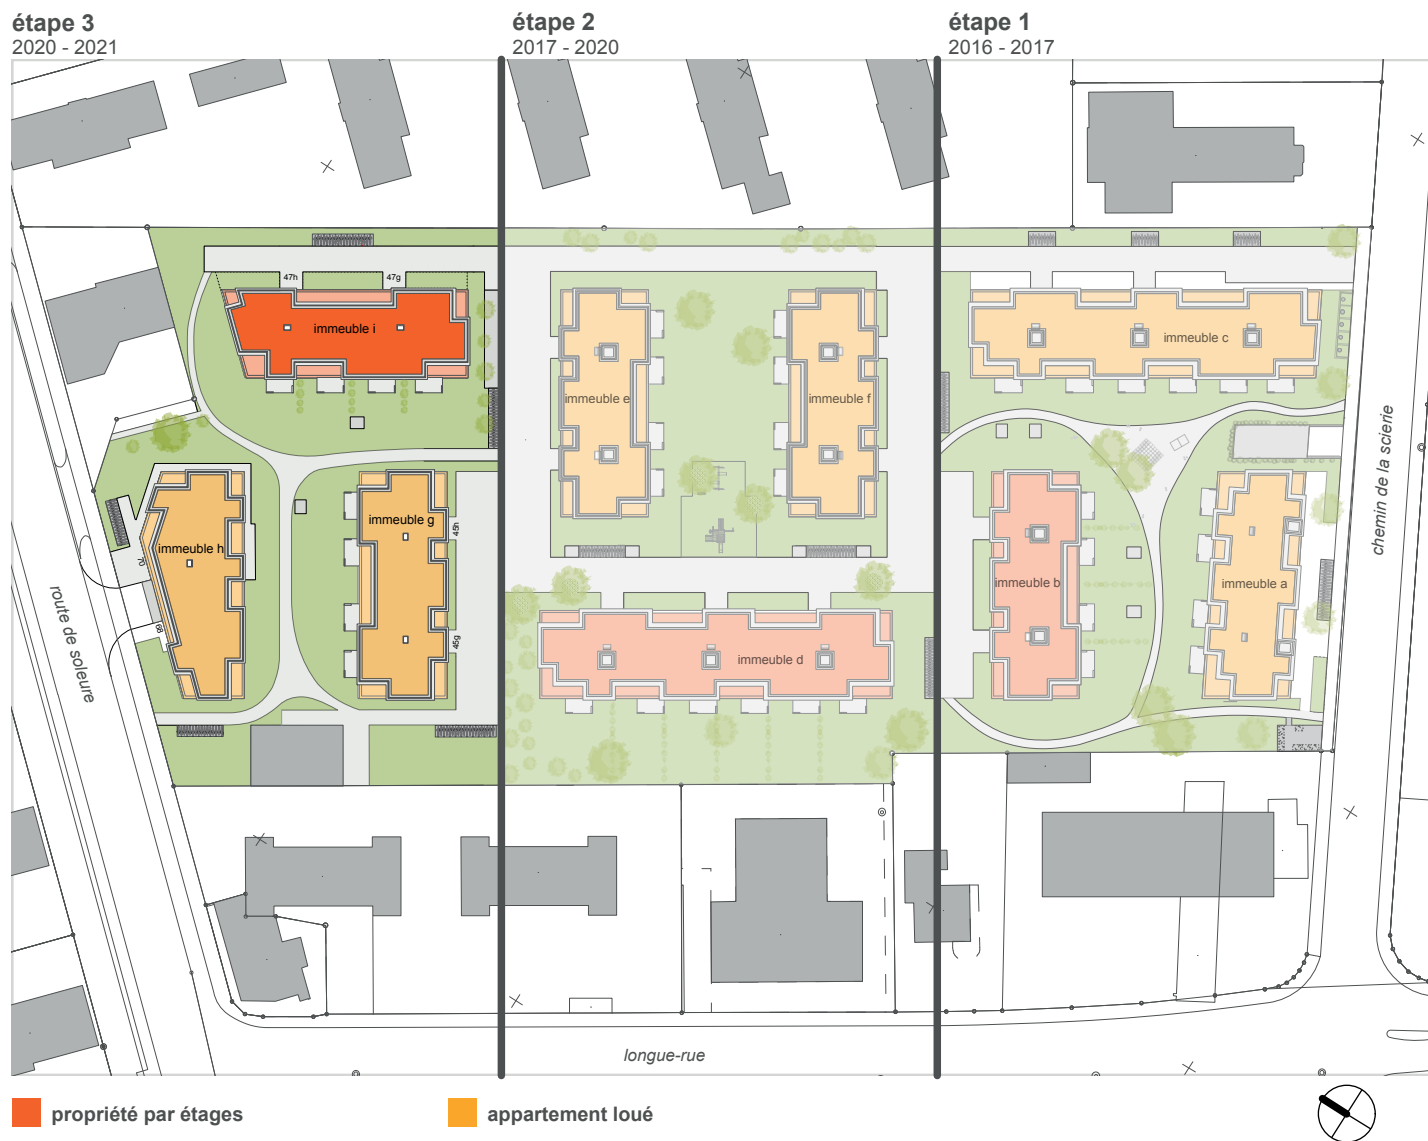 étape 3
2020 - 2021
étape 2
2017 - 2020
étape 1
2016 - 2017
47h
47g
immeuble i
immeuble e
immeuble f
immeuble c
immeuble h
immeuble g
45h
45g
70
68
immeuble d
immeuble b
immeuble a
route de soleure
chemin de la scierie
longue-rue
propriété par étages
appartement loué